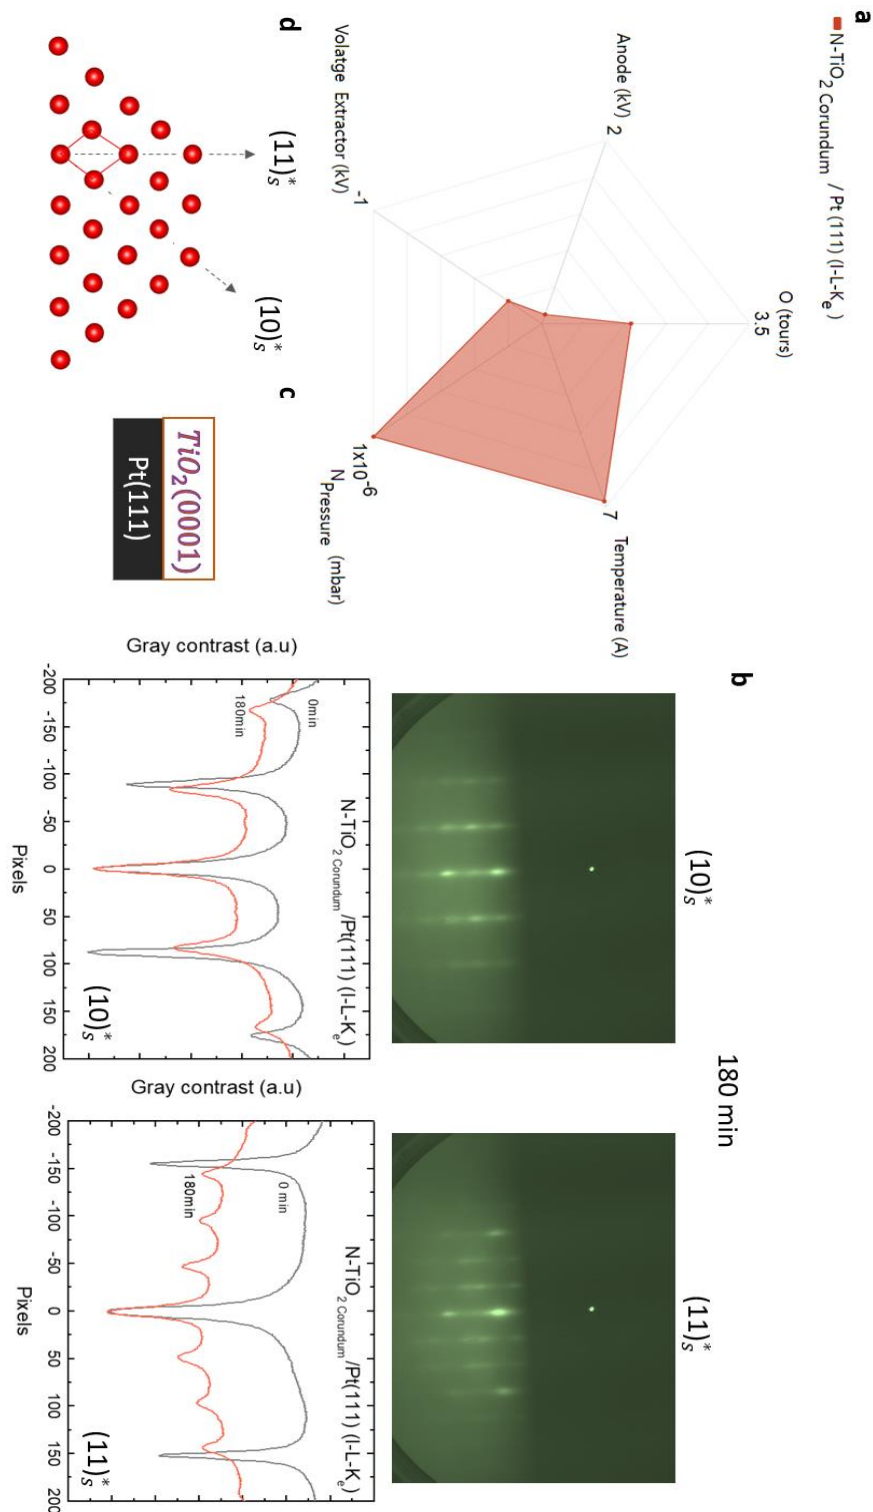 a
N-TiO2 Corundum / Pt (111) (I-L-Ke)
O (tours)
3.5
Anode (kV) 2
7 Temperature (A)
Volatge Extractor (kV)
-1
1x10-6
N Pressure (mbar)
b
180 min
(10)*s
(11)*s
c
TiO2(0001)
Pt(111)
d
(11)*s
(10)*s
Gray contrast (a.u)
N-TiO2 Corundum /Pt(111) (I-L-Ke)
0min
180min
(10)*s
-200 -150 -100 -50 0 50 100 150 200
Pixels
Gray contrast (a.u)
N-TiO2 Corundum /Pt(111) (I-L-Ke)
0 min
180min
(11)*s
-200 -150 -100 -50 0 50 100 150 200
Pixels